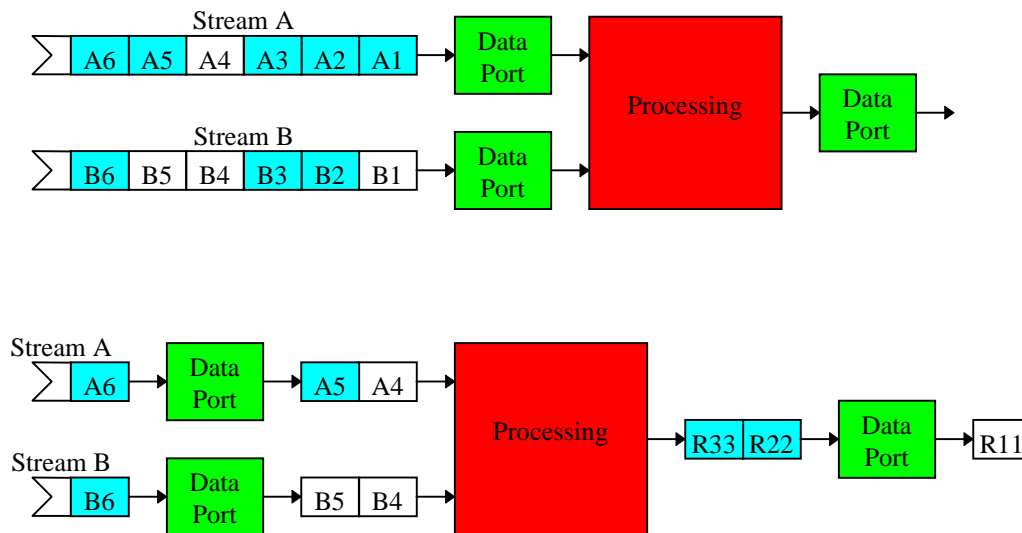 Stream A
A6 A5 A4 A3 A2 A1
Data
Port
Processing
Data
Port
Stream B
B6 B5 B4 B3 B2 B1
Data
Port
Stream A
A6
Data
Port
A5 A4
Processing
R33 R22
Data
Port
R11
Stream B
B6
Data
Port
B5 B4